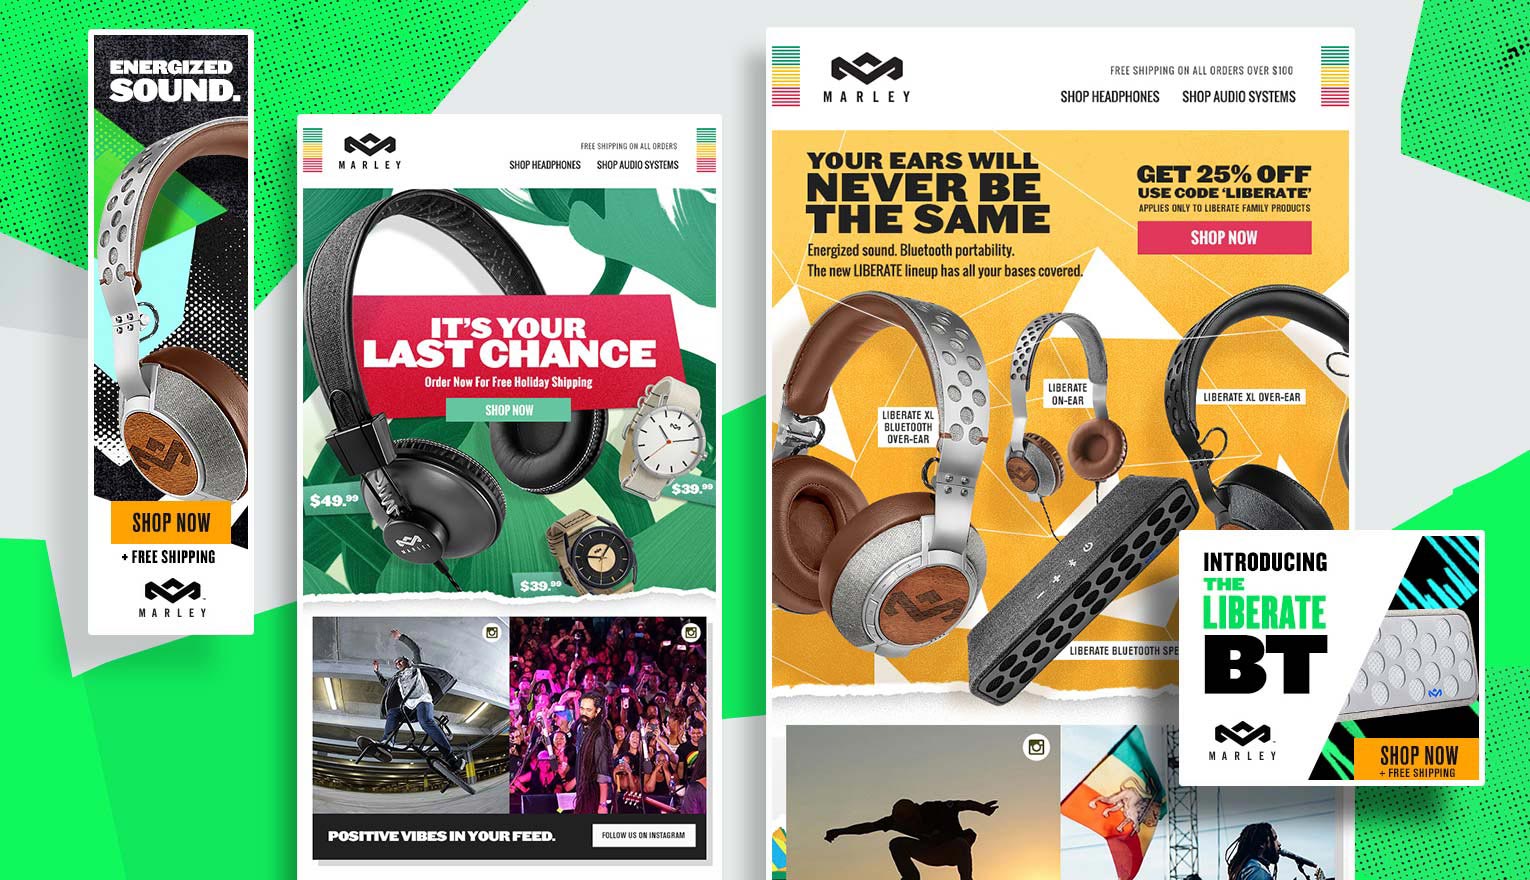 ENERGIZED
SOUND.
SHOP NOW
+ FREE SHIPPING
MARLEY
MARLEY
FREE SHIPPING ON ALL ORDERS
SHOP HEADPHONES SHOP AUDIO SYSTEMS
IT'S YOUR
LAST CHANCE
Order Now For Free Holiday Shipping
SHOP NOW
$49.99
$39.99
$39.99
MARLEY
POSITIVE VIBES IN YOUR FEED.
FOLLOW US ON INSTAGRAM
MARLEY
FREE SHIPPING ON ALL ORDERS OVER $100
SHOP HEADPHONES SHOP AUDIO SYSTEMS
YOUR EARS WILL
NEVER BE
THE SAME
Energized sound. Bluetooth portability.
The new LIBERATE lineup has all your bases covered.
GET 25% OFF
USE CODE 'LIBERATE'
APPLIES ONLY TO LIBERATE FAMILY PRODUCTS
SHOP NOW
LIBERATE XL
BLUETOOTH
OVER-EAR
LIBERATE
ON-EAR
LIBERATE XL OVER-EAR
LIBERATE BLUETOOTH SPE
INTRODUCING
THE
LIBERATE
BT
MARLEY
SHOP NOW
+ FREE SHIPPING